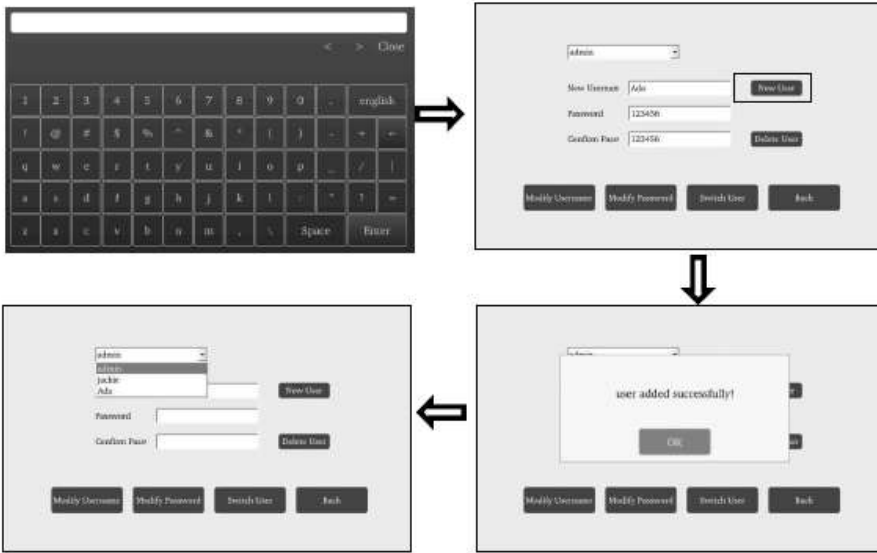 < > Close
1 2 3 4 5 6 7 8 9 0 . english
! @ # $ % ^ & * ( ) - + ←
q w e r t y u i o p _ / |
a s d f g h j k l : " ? =
z x c v b n m , \ Space Enter
admin
New Username Ada New User
Password 123456
Confirm Pass 123456 Delete User
Modify Username Modify Password Switch User Back
admin
admin
jackie
Ada
New User
Password
Confirm Pass Delete User
Modify Username Modify Password Switch User Back
user added successfully!
OK
Modify Username Modify Password Switch User Back